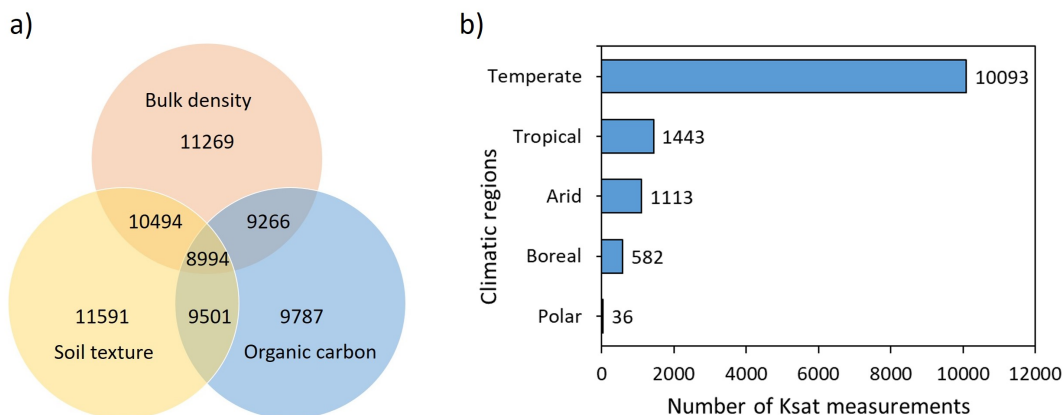 a)
Bulk density
11269
10494
9266
8994
11591
9501
9787
Soil texture
Organic carbon
b)
Climatic regions
Temperate
10093
Tropical
1443
Arid
1113
Boreal
582
Polar
36
0 2000 4000 6000 8000 10000 12000
Number of Ksat measurements